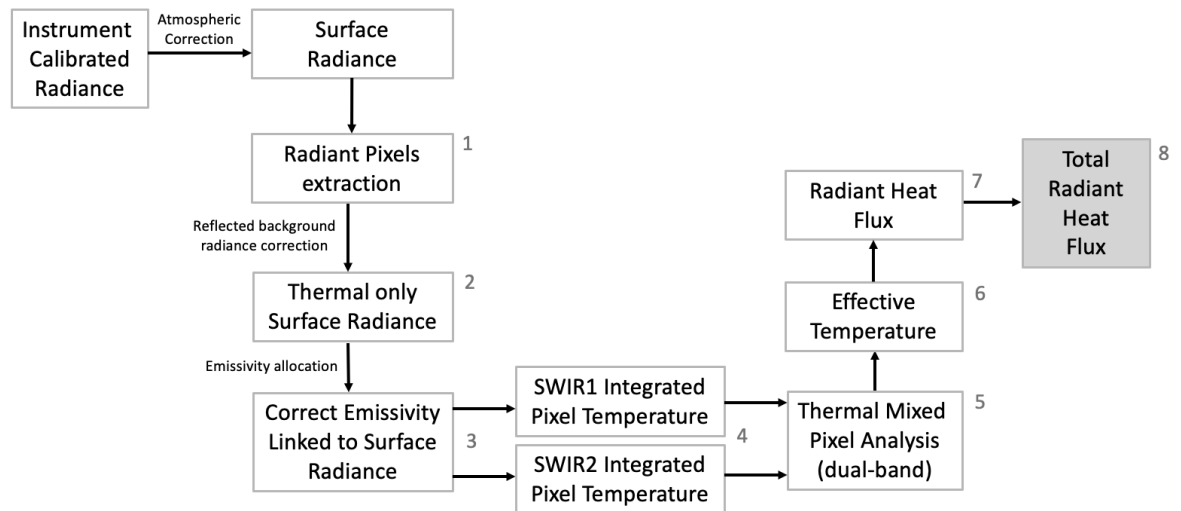 Instrument
Calibrated
Radiance
Atmospheric
Correction
Surface
Radiance
Radiant Pixels
extraction
1
Reflected background
radiance correction
Thermal only
Surface Radiance
2
Emissivity allocation
Correct Emissivity
Linked to Surface
Radiance
3
SWIR1 Integrated
Pixel Temperature
SWIR2 Integrated
Pixel Temperature
4
Thermal Mixed
Pixel Analysis
(dual-band)
5
Effective
Temperature
6
Radiant Heat
Flux
7
Total
Radiant
Heat
Flux
8